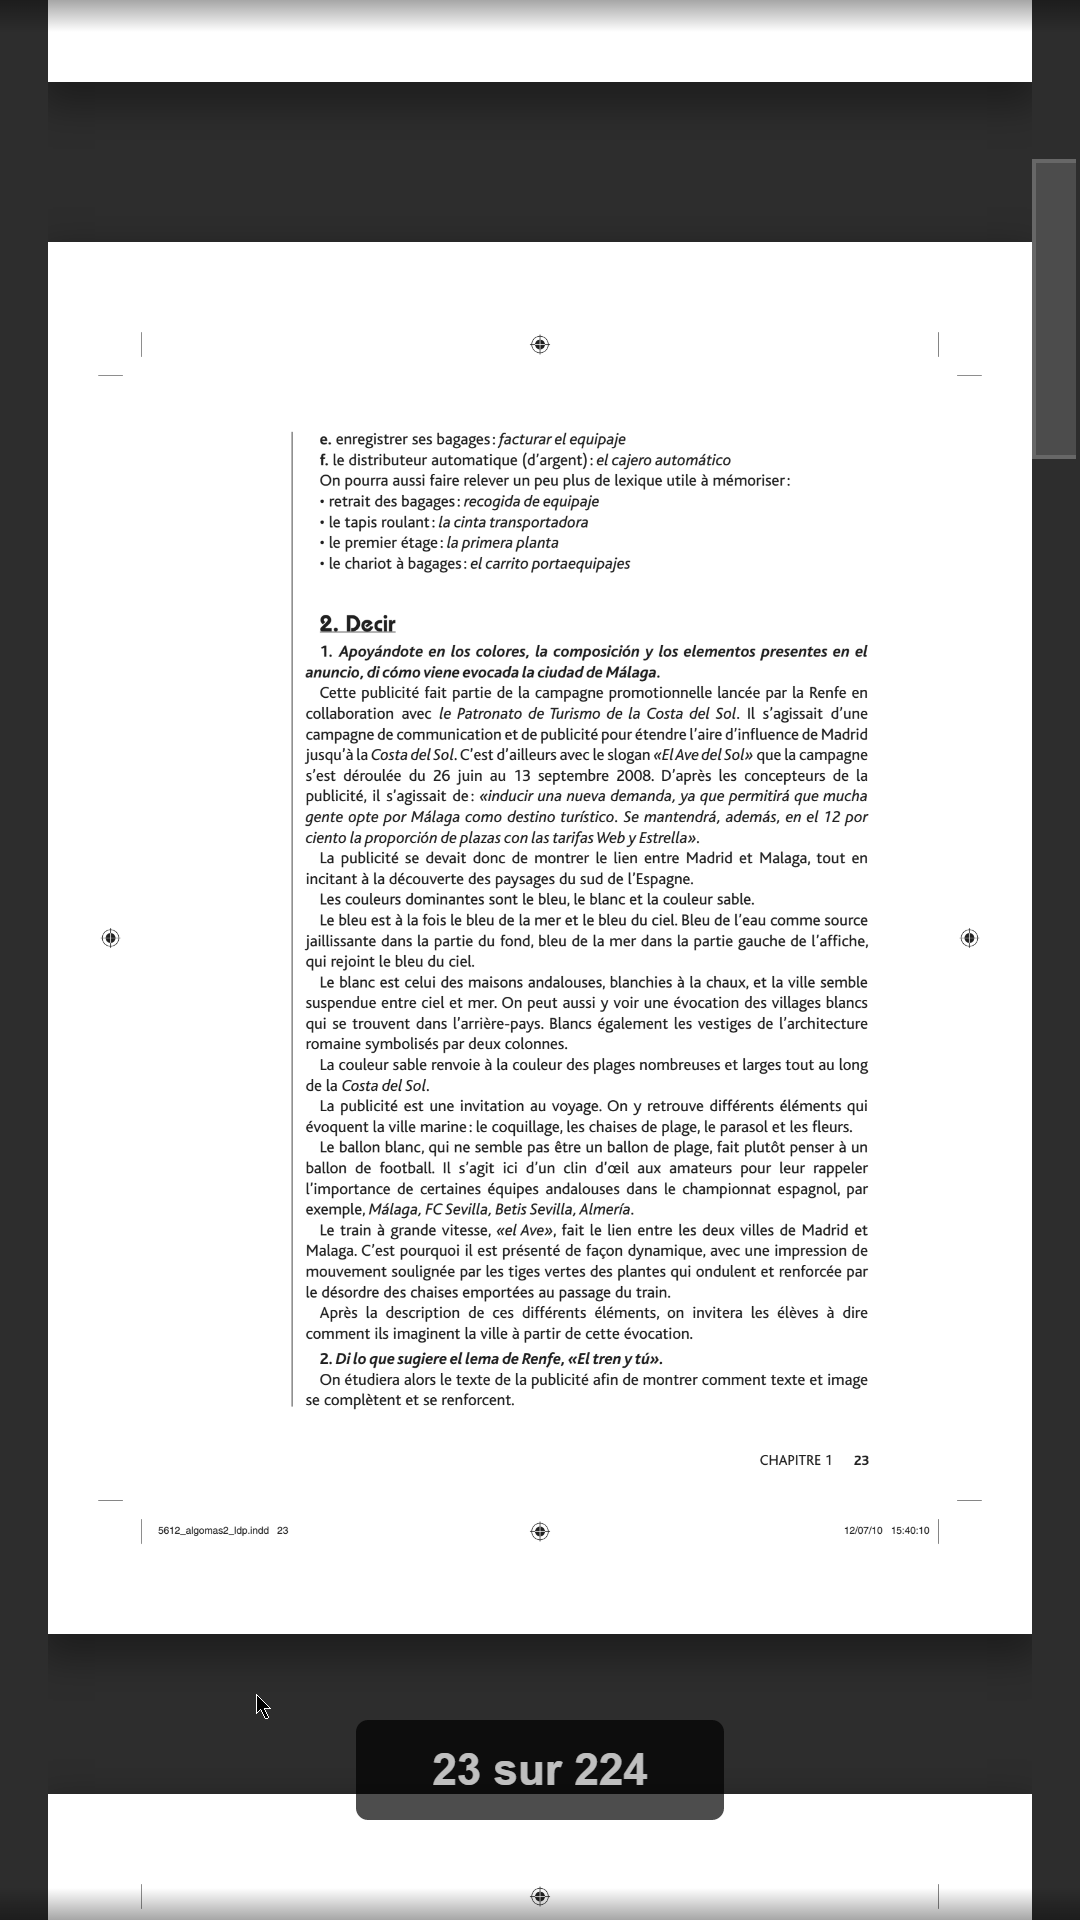 e. enregistrer ses bagages : facturar el equipaje
f. le distributeur automatique (d’argent) : el cajero automático
On pourra aussi faire relever un peu plus de lexique utile à mémoriser :
• retrait des bagages : recogida de equipaje
• le tapis roulant : la cinta transportadora
• le premier étage : la primera planta
• le chariot à bagages : el carrito portaequipajes
2. Decir
1. Apoyándote en los colores, la composición y los elementos presentes en el
anuncio, di cómo viene evocada la ciudad de Málaga.
Cette publicité fait partie de la campagne promotionnelle lancée par la Renfe en
collaboration avec le Patronato de Turismo de la Costa del Sol. Il s’agissait d’une
campagne de communication et de publicité pour étendre l’aire d’influence de Madrid
jusqu’à la Costa del Sol. C’est d’ailleurs avec le slogan «El Ave del Sol» que la campagne
s’est déroulée du 26 juin au 13 septembre 2008. D’après les concepteurs de la
publicité, il s’agissait de : «inducir una nueva demanda, ya que permitirá que mucha
gente opte por Málaga como destino turístico. Se mantendrá, además, en el 12 por
ciento la proporción de plazas con las tarifas Web y Estrella».
La publicité se devait donc de montrer le lien entre Madrid et Malaga, tout en
incitant à la découverte des paysages du sud de l’Espagne.
Les couleurs dominantes sont le bleu, le blanc et la couleur sable.
Le bleu est à la fois le bleu de la mer et le bleu du ciel. Bleu de l’eau comme source
jaillissante dans la partie du fond, bleu de la mer dans la partie gauche de l’affiche,
qui rejoint le bleu du ciel.
Le blanc est celui des maisons andalouses, blanchies à la chaux, et la ville semble
suspendue entre ciel et mer. On peut aussi y voir une évocation des villages blancs
qui se trouvent dans l’arrière-pays. Blancs également les vestiges de l’architecture
romaine symbolisés par deux colonnes.
La couleur sable renvoie à la couleur des plages nombreuses et larges tout au long
de la Costa del Sol.
La publicité est une invitation au voyage. On y retrouve différents éléments qui
évoquent la ville marine : le coquillage, les chaises de plage, le parasol et les fleurs.
Le ballon blanc, qui ne semble pas être un ballon de plage, fait plutôt penser à un
ballon de football. Il s’agit ici d’un clin d’œil aux amateurs pour leur rappeler
l’importance de certaines équipes andalouses dans le championnat espagnol, par
exemple, Málaga, FC Sevilla, Betis Sevilla, Almería.
Le train à grande vitesse, «el Ave», fait le lien entre les deux villes de Madrid et
Malaga. C’est pourquoi il est présenté de façon dynamique, avec une impression de
mouvement soulignée par les tiges vertes des plantes qui ondulent et renforcée par
le désordre des chaises emportées au passage du train.
Après la description de ces différents éléments, on invitera les élèves à dire
comment ils imaginent la ville à partir de cette évocation.
2. Di lo que sugiere el lema de Renfe, «El tren y tú».
On étudiera alors le texte de la publicité afin de montrer comment texte et image
se complètent et se renforcent.
CHAPITRE 1 23
5612_algomas2_ldp.indd 23 12/07/10 15:40:10
23 sur 224